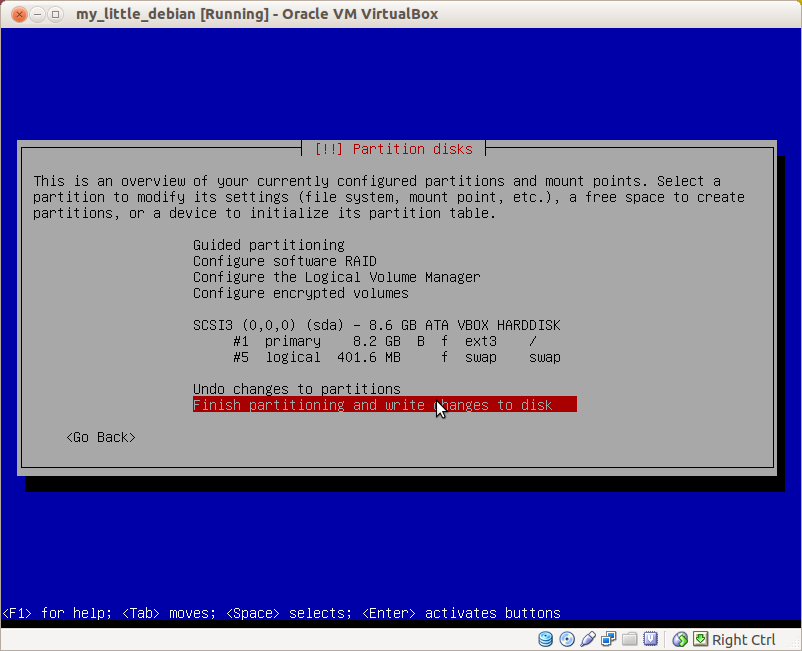 my_little_debian [Running] - Oracle VM VirtualBox
[!!] Partition disks
This is an overview of your currently configured partitions and mount points. Select a
partition to modify its settings (file system, mount point, etc.), a free space to create
partitions, or a device to initialize its partition table.
Guided partitioning
Configure software RAID
Configure the Logical Volume Manager
Configure encrypted volumes
SCSI3 (0,0,0) (sda) - 8.6 GB ATA VBOX HARDDISK
#1 primary 8.2 GB B f ext3 /
#5 logical 401.6 MB f swap swap
Undo changes to partitions
Finish partitioning and write changes to disk
<Go Back>
<F1> for help; <Tab> moves; <Space> selects; <Enter> activates buttons
Right Ctrl